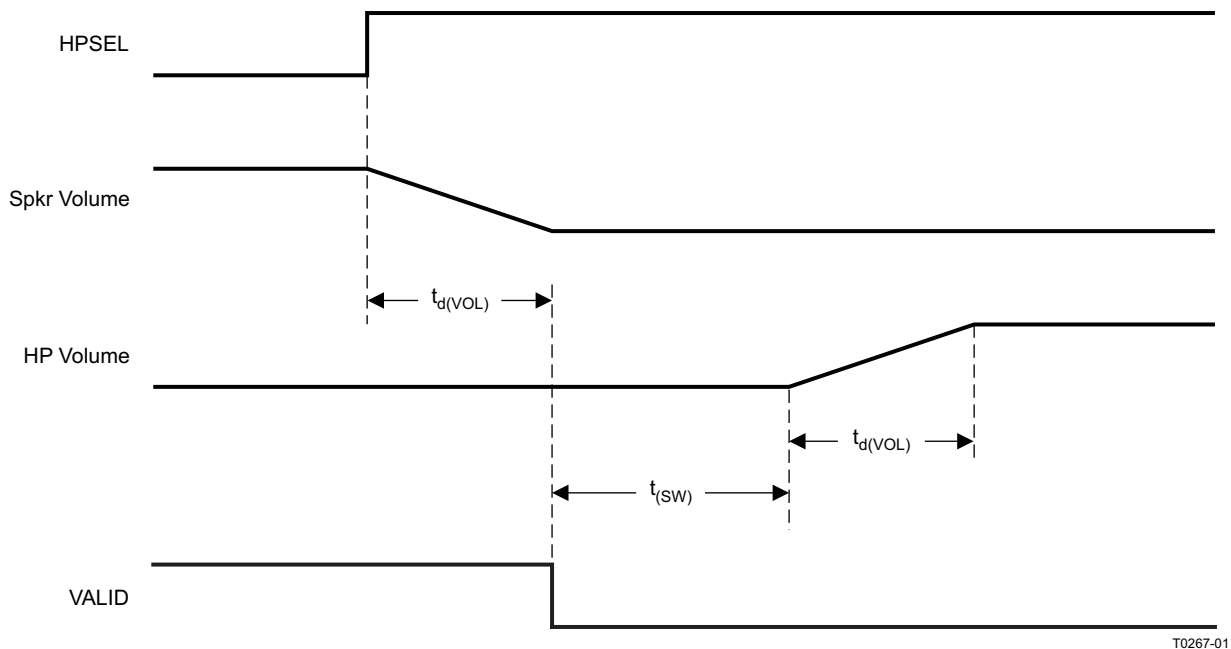 HPSEL
Spkr Volume
td(VOL)
HP Volume
td(VOL)
t(SW)
VALID
T0267-01